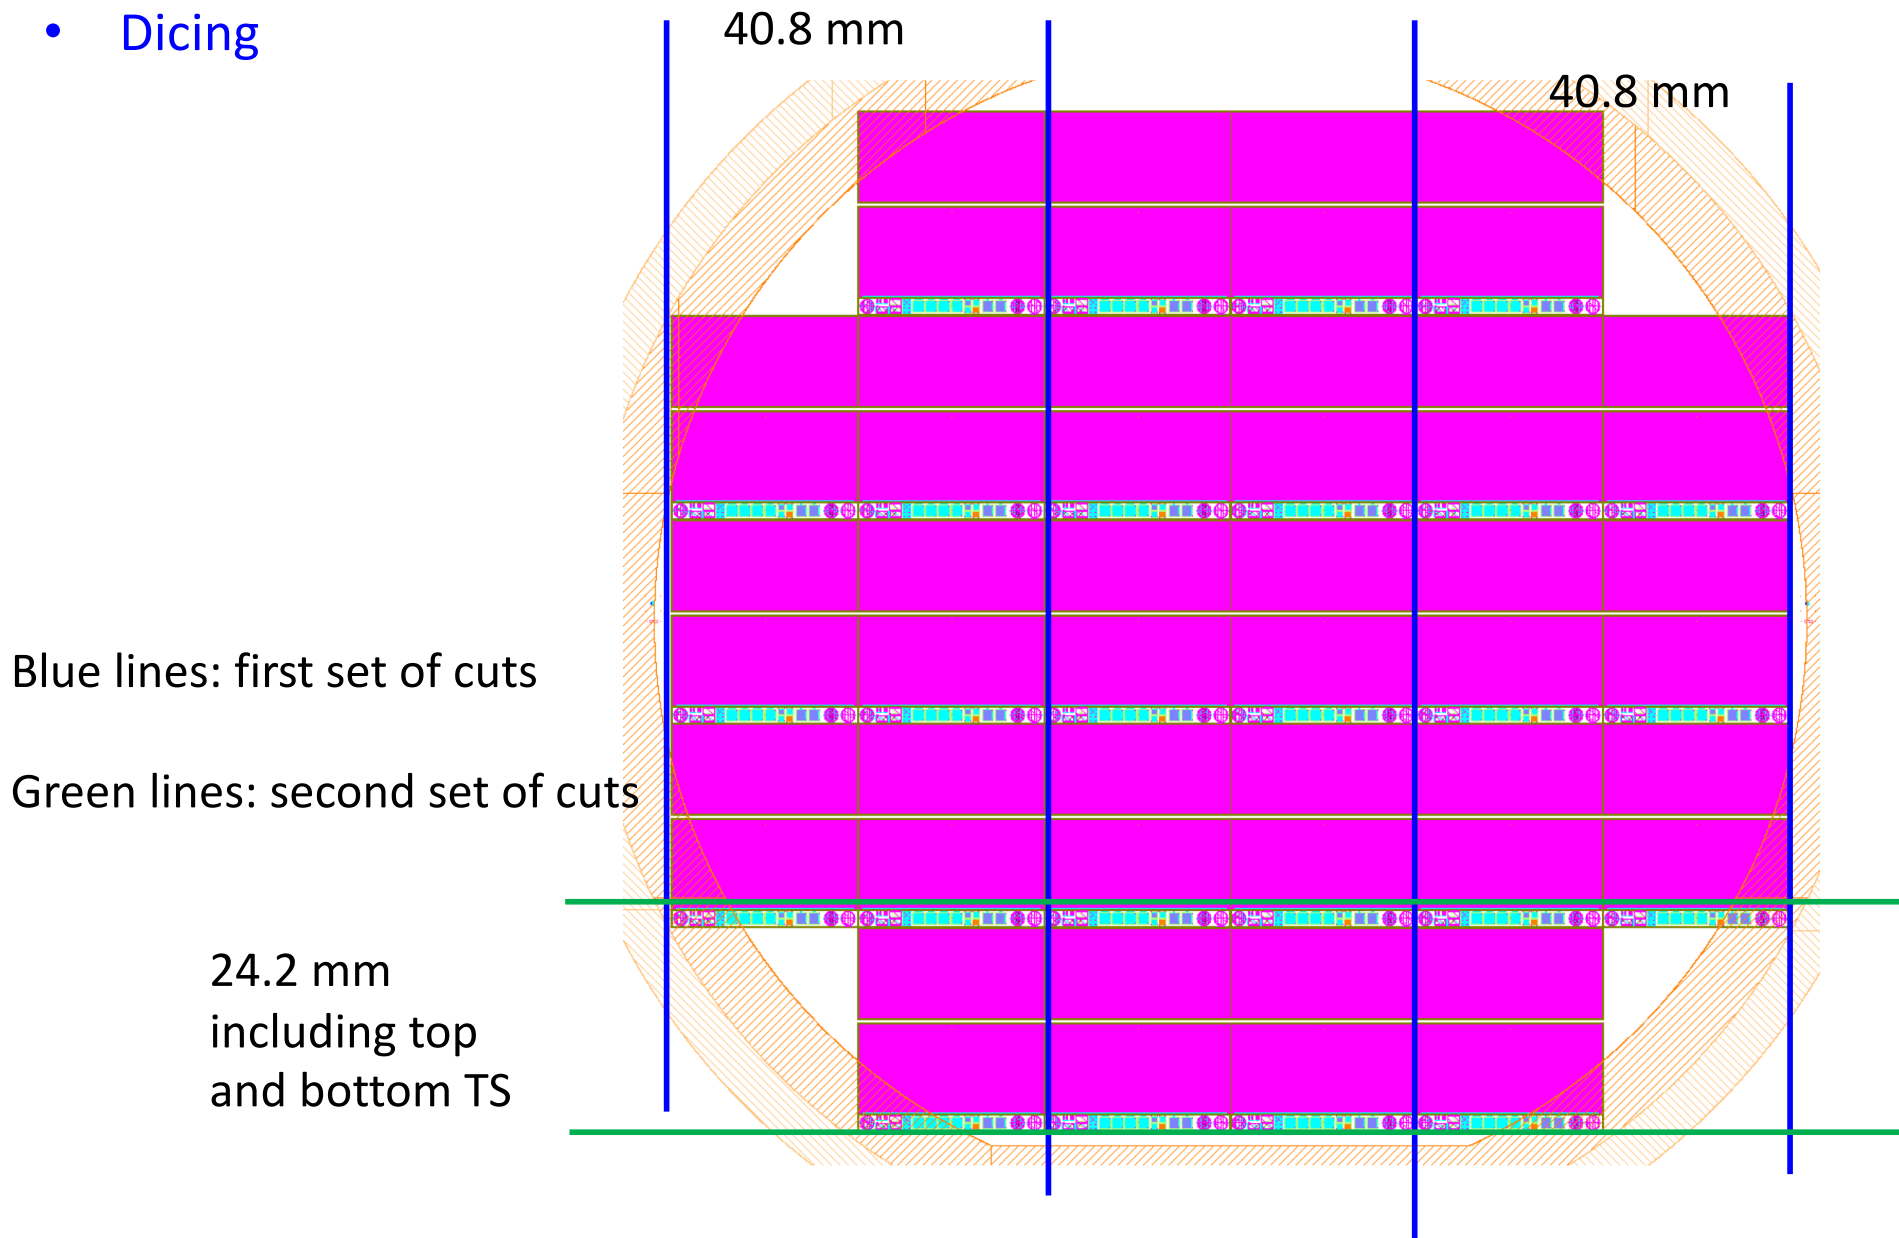 • Dicing
40.8 mm
40.8 mm
Blue lines: first set of cuts
Green lines: second set of cuts
24.2 mm
including top
and bottom TS